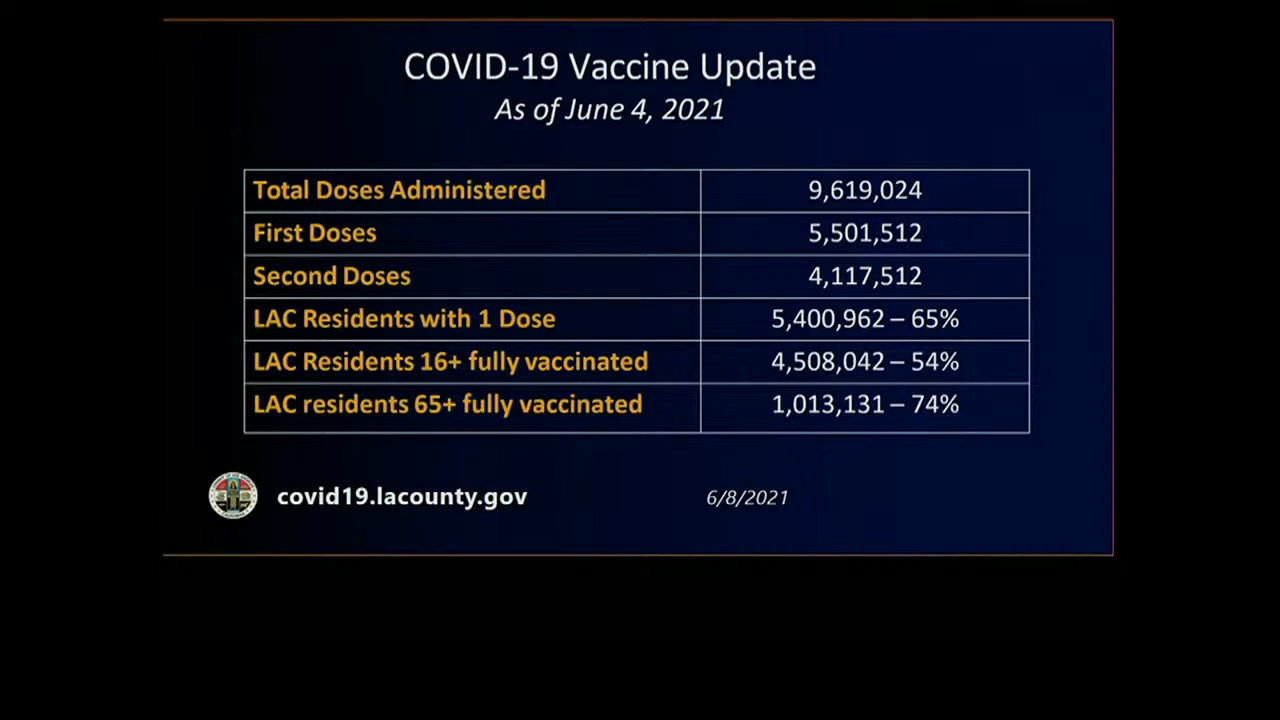 COVID-19 Vaccine Update
As of June 4, 2021
Total Doses Administered 9,619,024
First Doses 5,501,512
Second Doses 4,117,512
LAC Residents with 1 Dose 5,400,962 – 65%
LAC Residents 16+ fully vaccinated 4,508,042 – 54%
LAC residents 65+ fully vaccinated 1,013,131 – 74%
covid19.lacounty.gov 6/8/2021